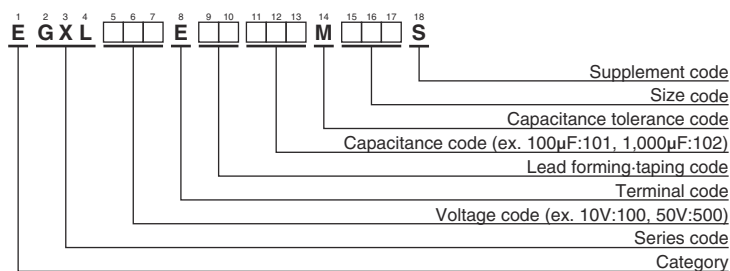 1 2 3 4 5 6 7 8 9 10 11 12 13 14 15 16 17 18
E G X L E M S
Supplement code
Size code
Capacitance tolerance code
Capacitance code (ex. 100µF:101, 1,000µF:102)
Lead forming·taping code
Terminal code
Voltage code (ex. 10V:100, 50V:500)
Series code
Category